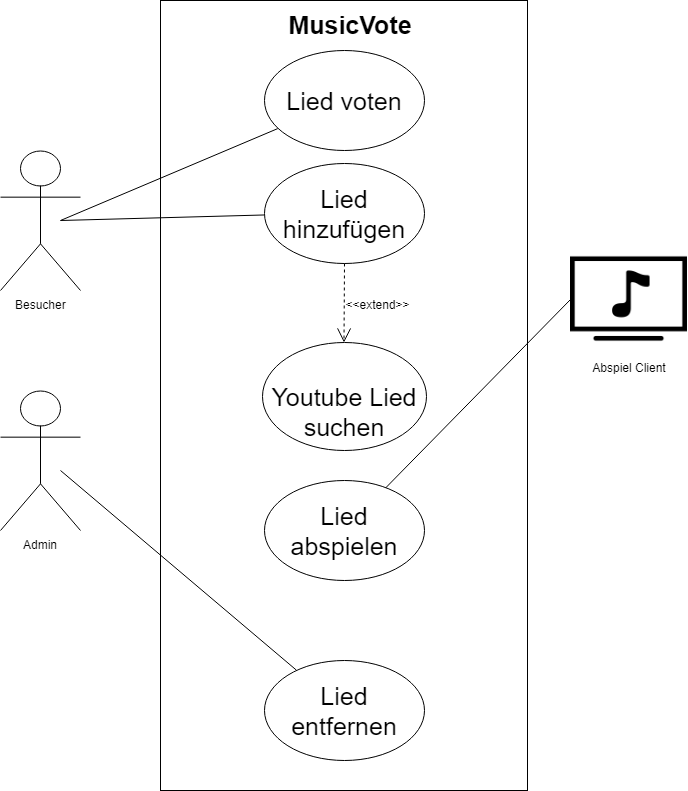 MusicVote
Lied voten
Lied
hinzufügen
Besucher
<<extend>>
Abspiel Client
Youtube Lied
suchen
Lied
abspielen
Admin
Lied
entfernen